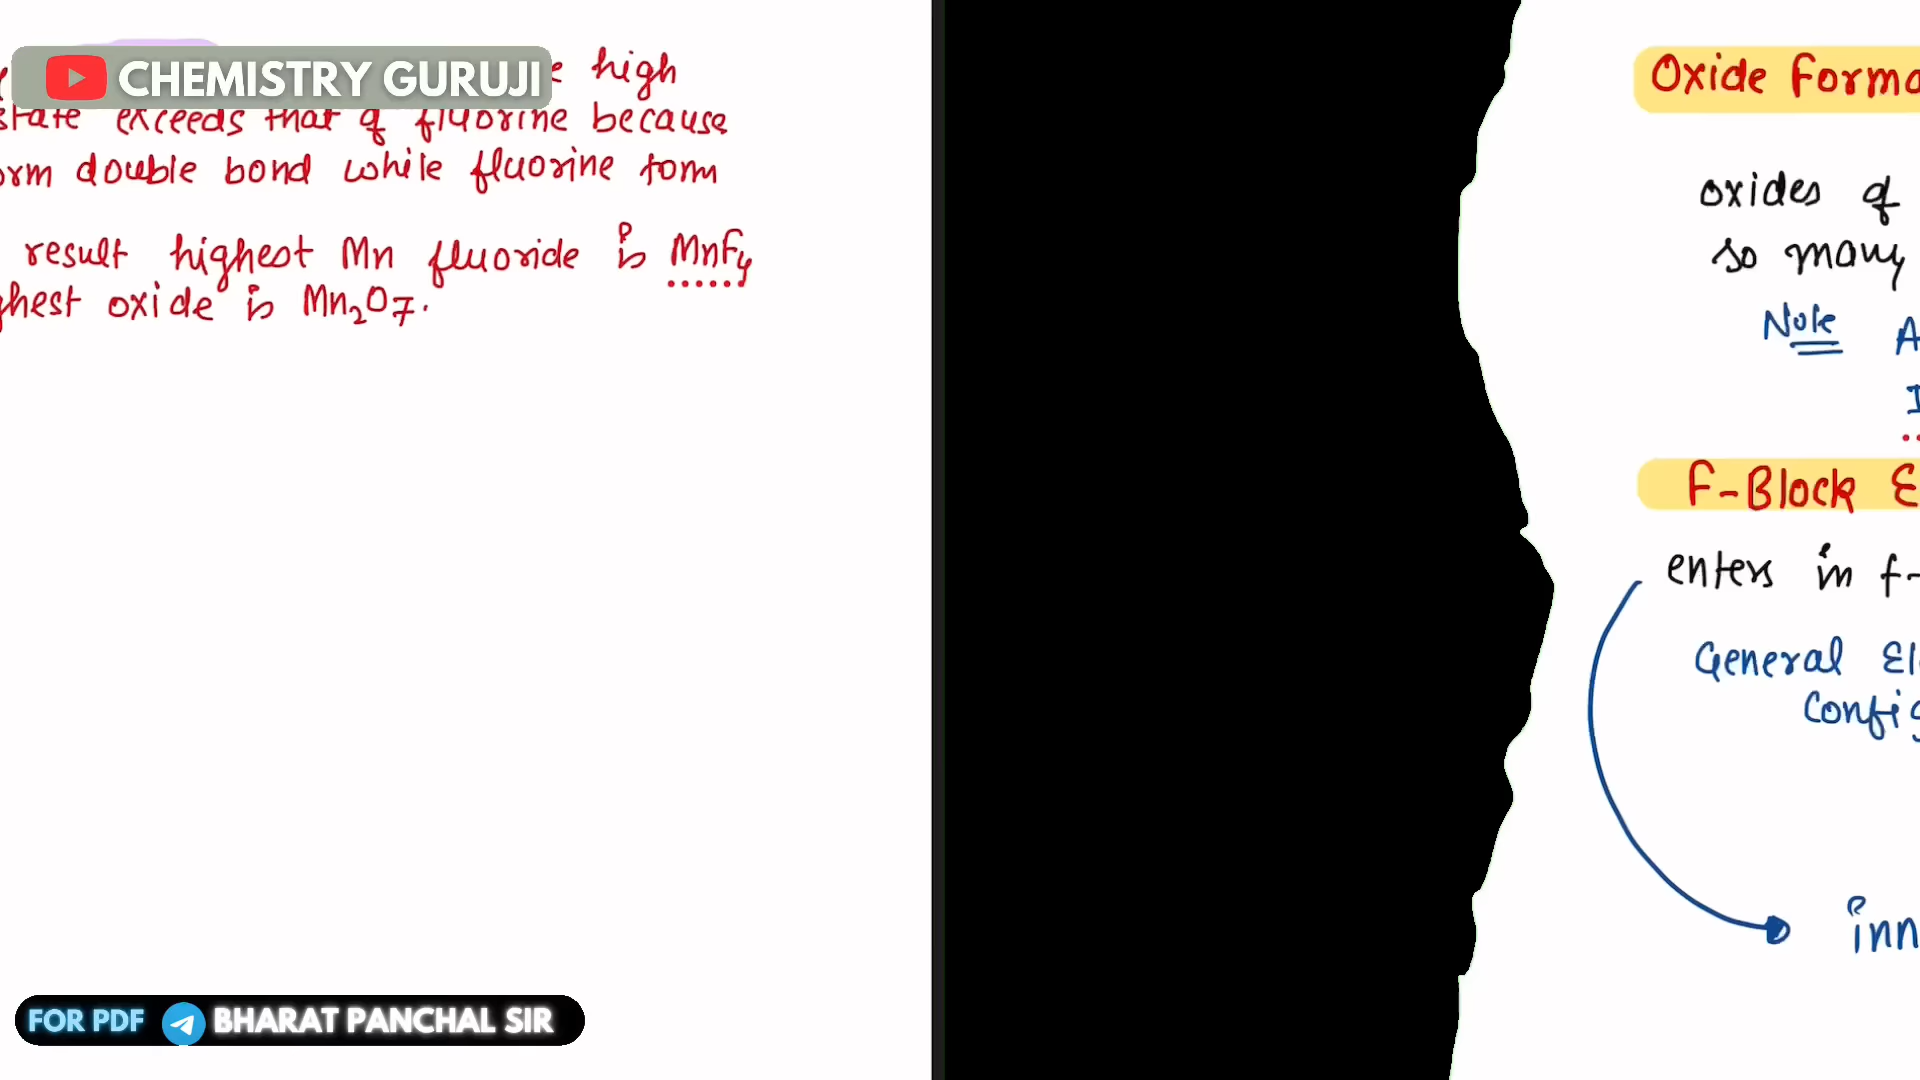 CHEMISTRY GURUJI
high
state exceeds that of fluorine because
orm double bond while fluorine form
result highest Mn fluoride is MnF4
ghest oxide is Mn2O7.
Oxide Forma
oxides of
so many
Note A
F-Block E
enters in f-
General El
Config
inn
FOR PDF BHARAT PANCHAL SIR